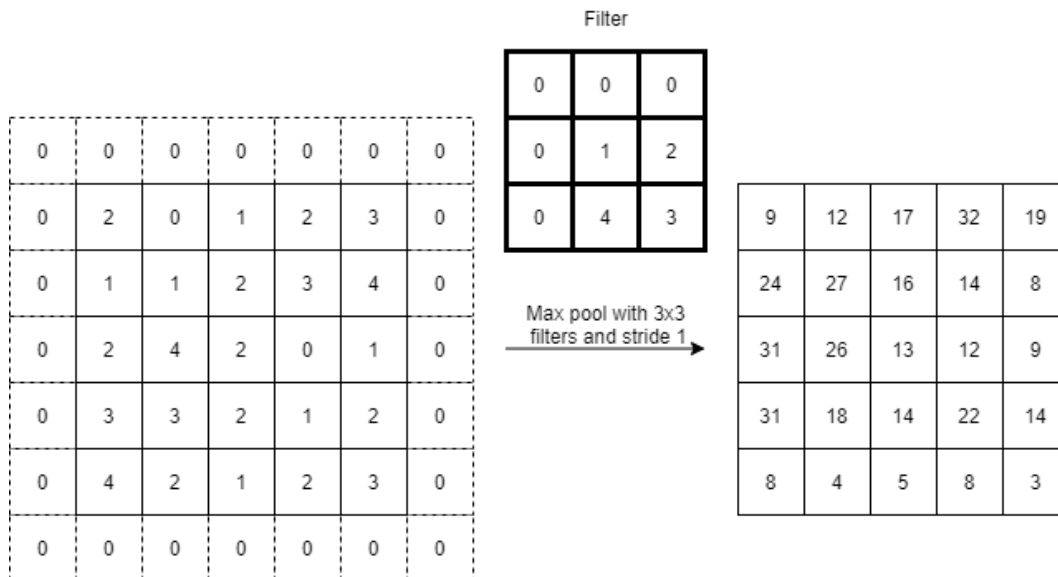 Filter
0 0 0
0 1 2
0 4 3
0 0 0 0 0 0 0
0 2 0 1 2 3 0
0 1 1 2 3 4 0
0 2 4 2 0 1 0
0 3 3 2 1 2 0
0 4 2 1 2 3 0
0 0 0 0 0 0 0
Max pool with 3x3
filters and stride 1
9 12 17 32 19
24 27 16 14 8
31 26 13 12 9
31 18 14 22 14
8 4 5 8 3